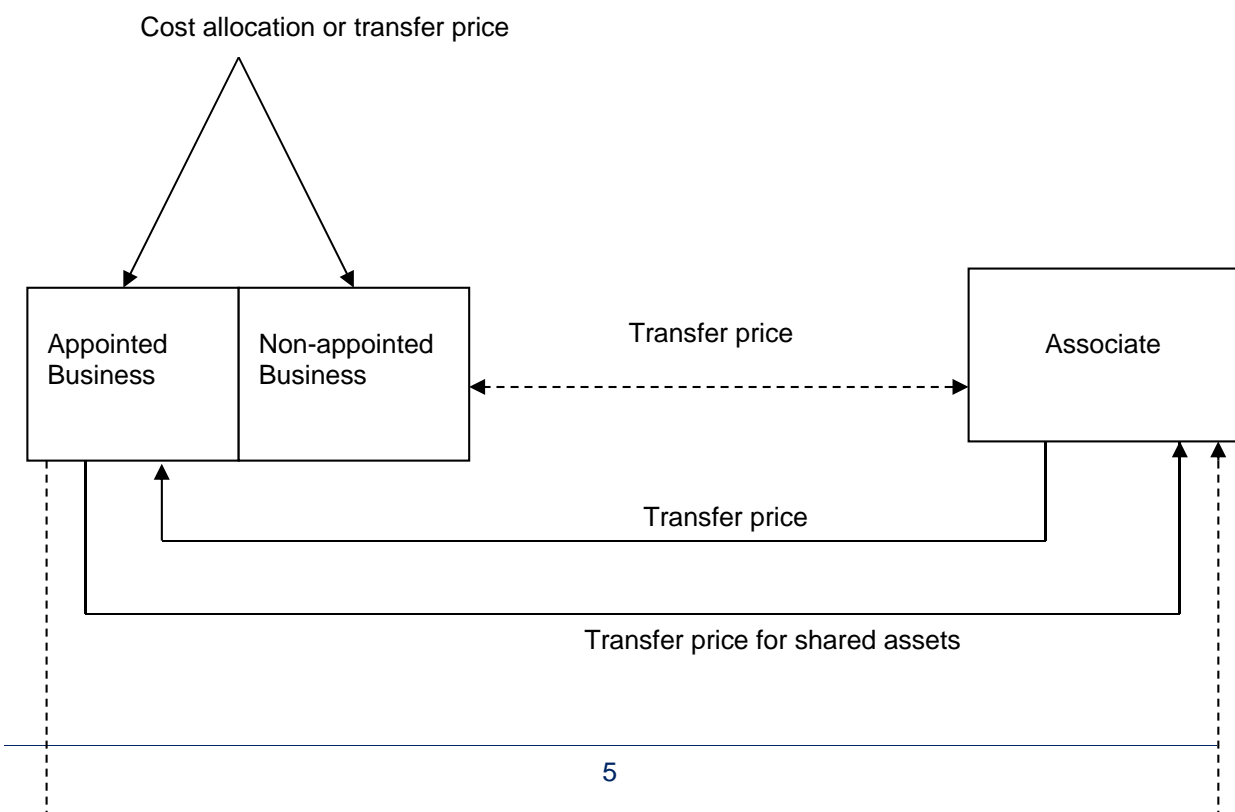 Cost allocation or transfer price
Appointed
Business
Non-appointed
Business
Transfer price
Associate
Transfer price
Transfer price for shared assets
5